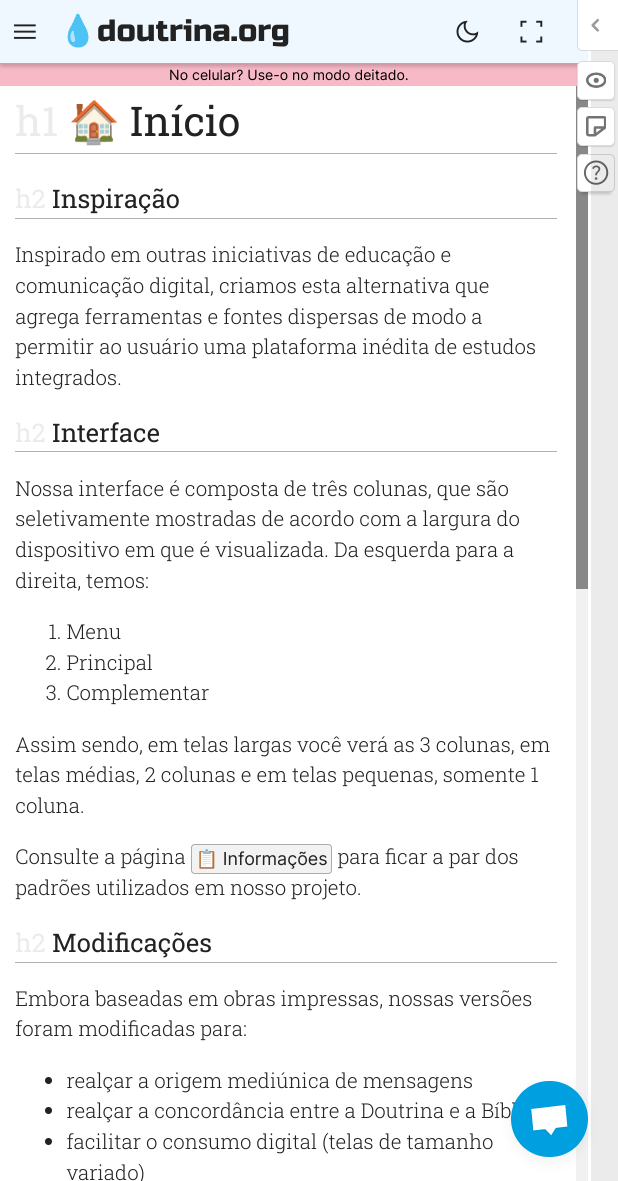 doutrina.org
No celular? Use-o no modo deitado.
h1 🏠 Início
h2 Inspiração
Inspirado em outras iniciativas de educação e
comunicação digital, criamos esta alternativa que
agrega ferramentas e fontes dispersas de modo a
permitir ao usuário uma plataforma inédita de estudos
integrados.
h2 Interface
Nossa interface é composta de três colunas, que são
seletivamente mostradas de acordo com a largura do
dispositivo em que é visualizada. Da esquerda para a
direita, temos:
1. Menu
2. Principal
3. Complementar
Assim sendo, em telas largas você verá as 3 colunas, em
telas médias, 2 colunas e em telas pequenas, somente 1
coluna.
Consulte a página 📋 Informações para ficar a par dos
padrões utilizados em nosso projeto.
h2 Modificações
Embora baseadas em obras impressas, nossas versões
foram modificadas para:
• realçar a origem mediúnica de mensagens
• realçar a concordância entre a Doutrina e a
• facilitar o consumo digital (telas de tamanho
variado)